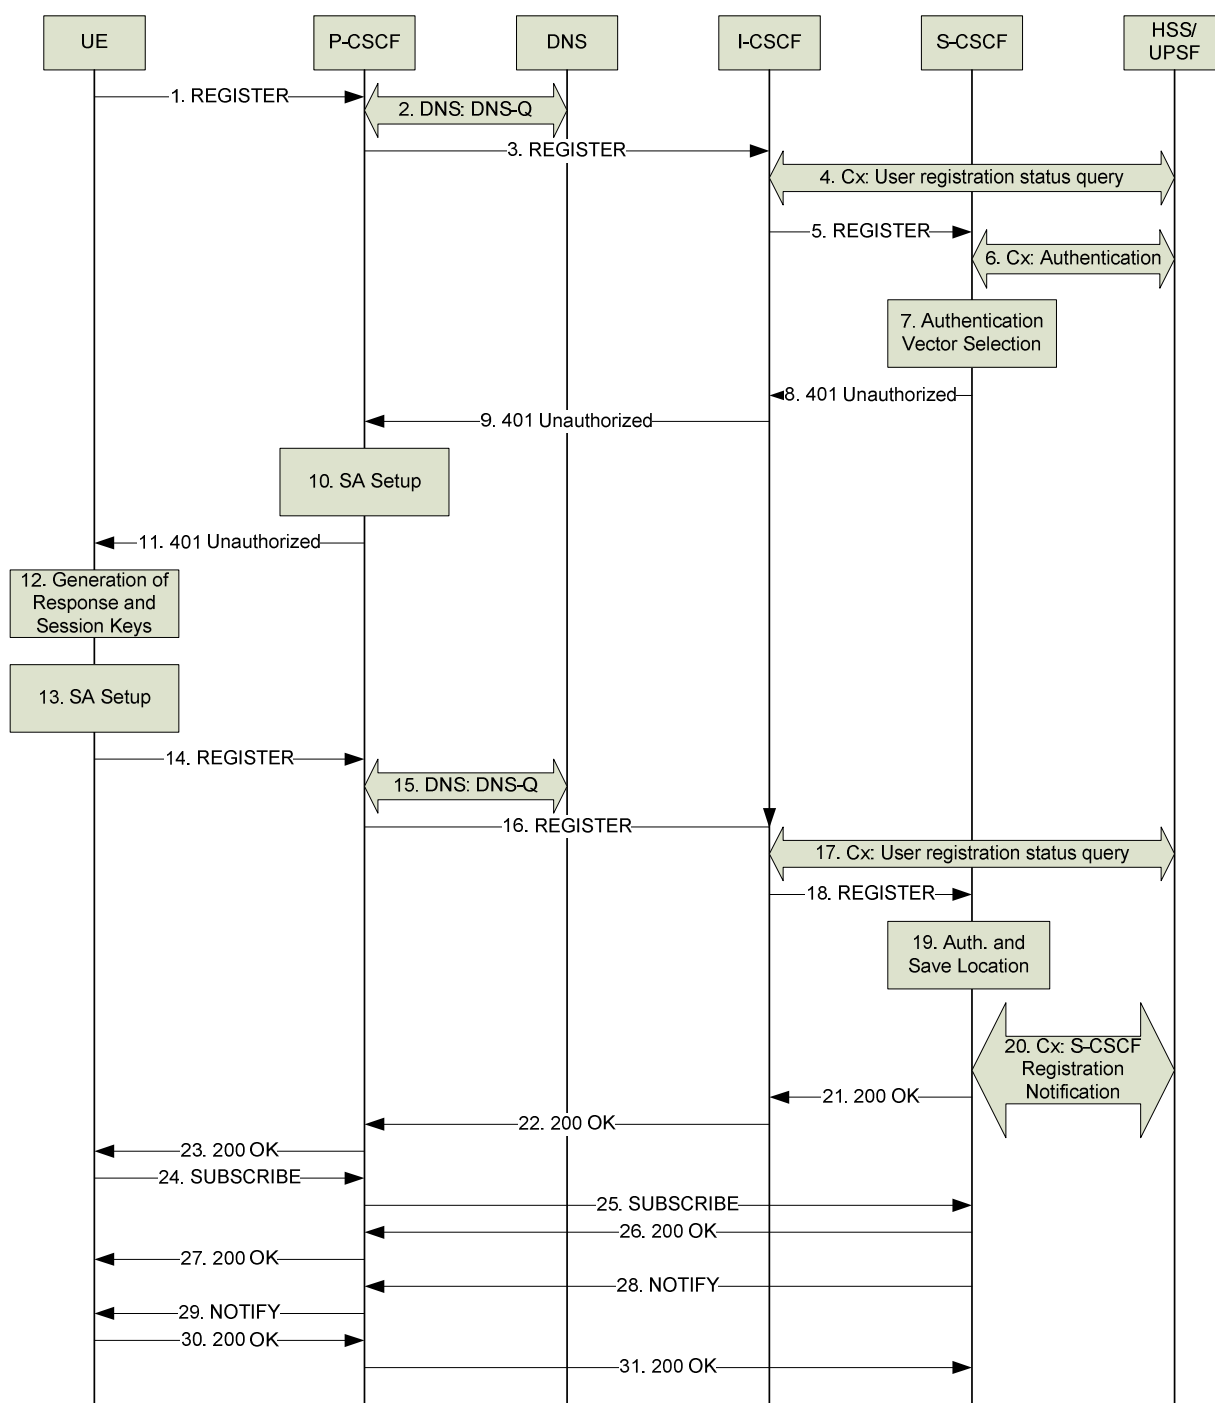 UE
P-CSCF
DNS
I-CSCF
S-CSCF
HSS/
UPSF
1. REGISTER
2. DNS: DNS-Q
3. REGISTER
4. Cx: User registration status query
5. REGISTER
6. Cx: Authentication
7. Authentication
Vector Selection
8. 401 Unauthorized
9. 401 Unauthorized
10. SA Setup
11. 401 Unauthorized
12. Generation of
Response and
Session Keys
13. SA Setup
14. REGISTER
15. DNS: DNS-Q
16. REGISTER
17. Cx: User registration status query
18. REGISTER
19. Auth. and
Save Location
20. Cx: S-CSCF
Registration
Notification
21. 200 OK
22. 200 OK
23. 200 OK
24. SUBSCRIBE
25. SUBSCRIBE
26. 200 OK
27. 200 OK
28. NOTIFY
29. NOTIFY
30. 200 OK
31. 200 OK